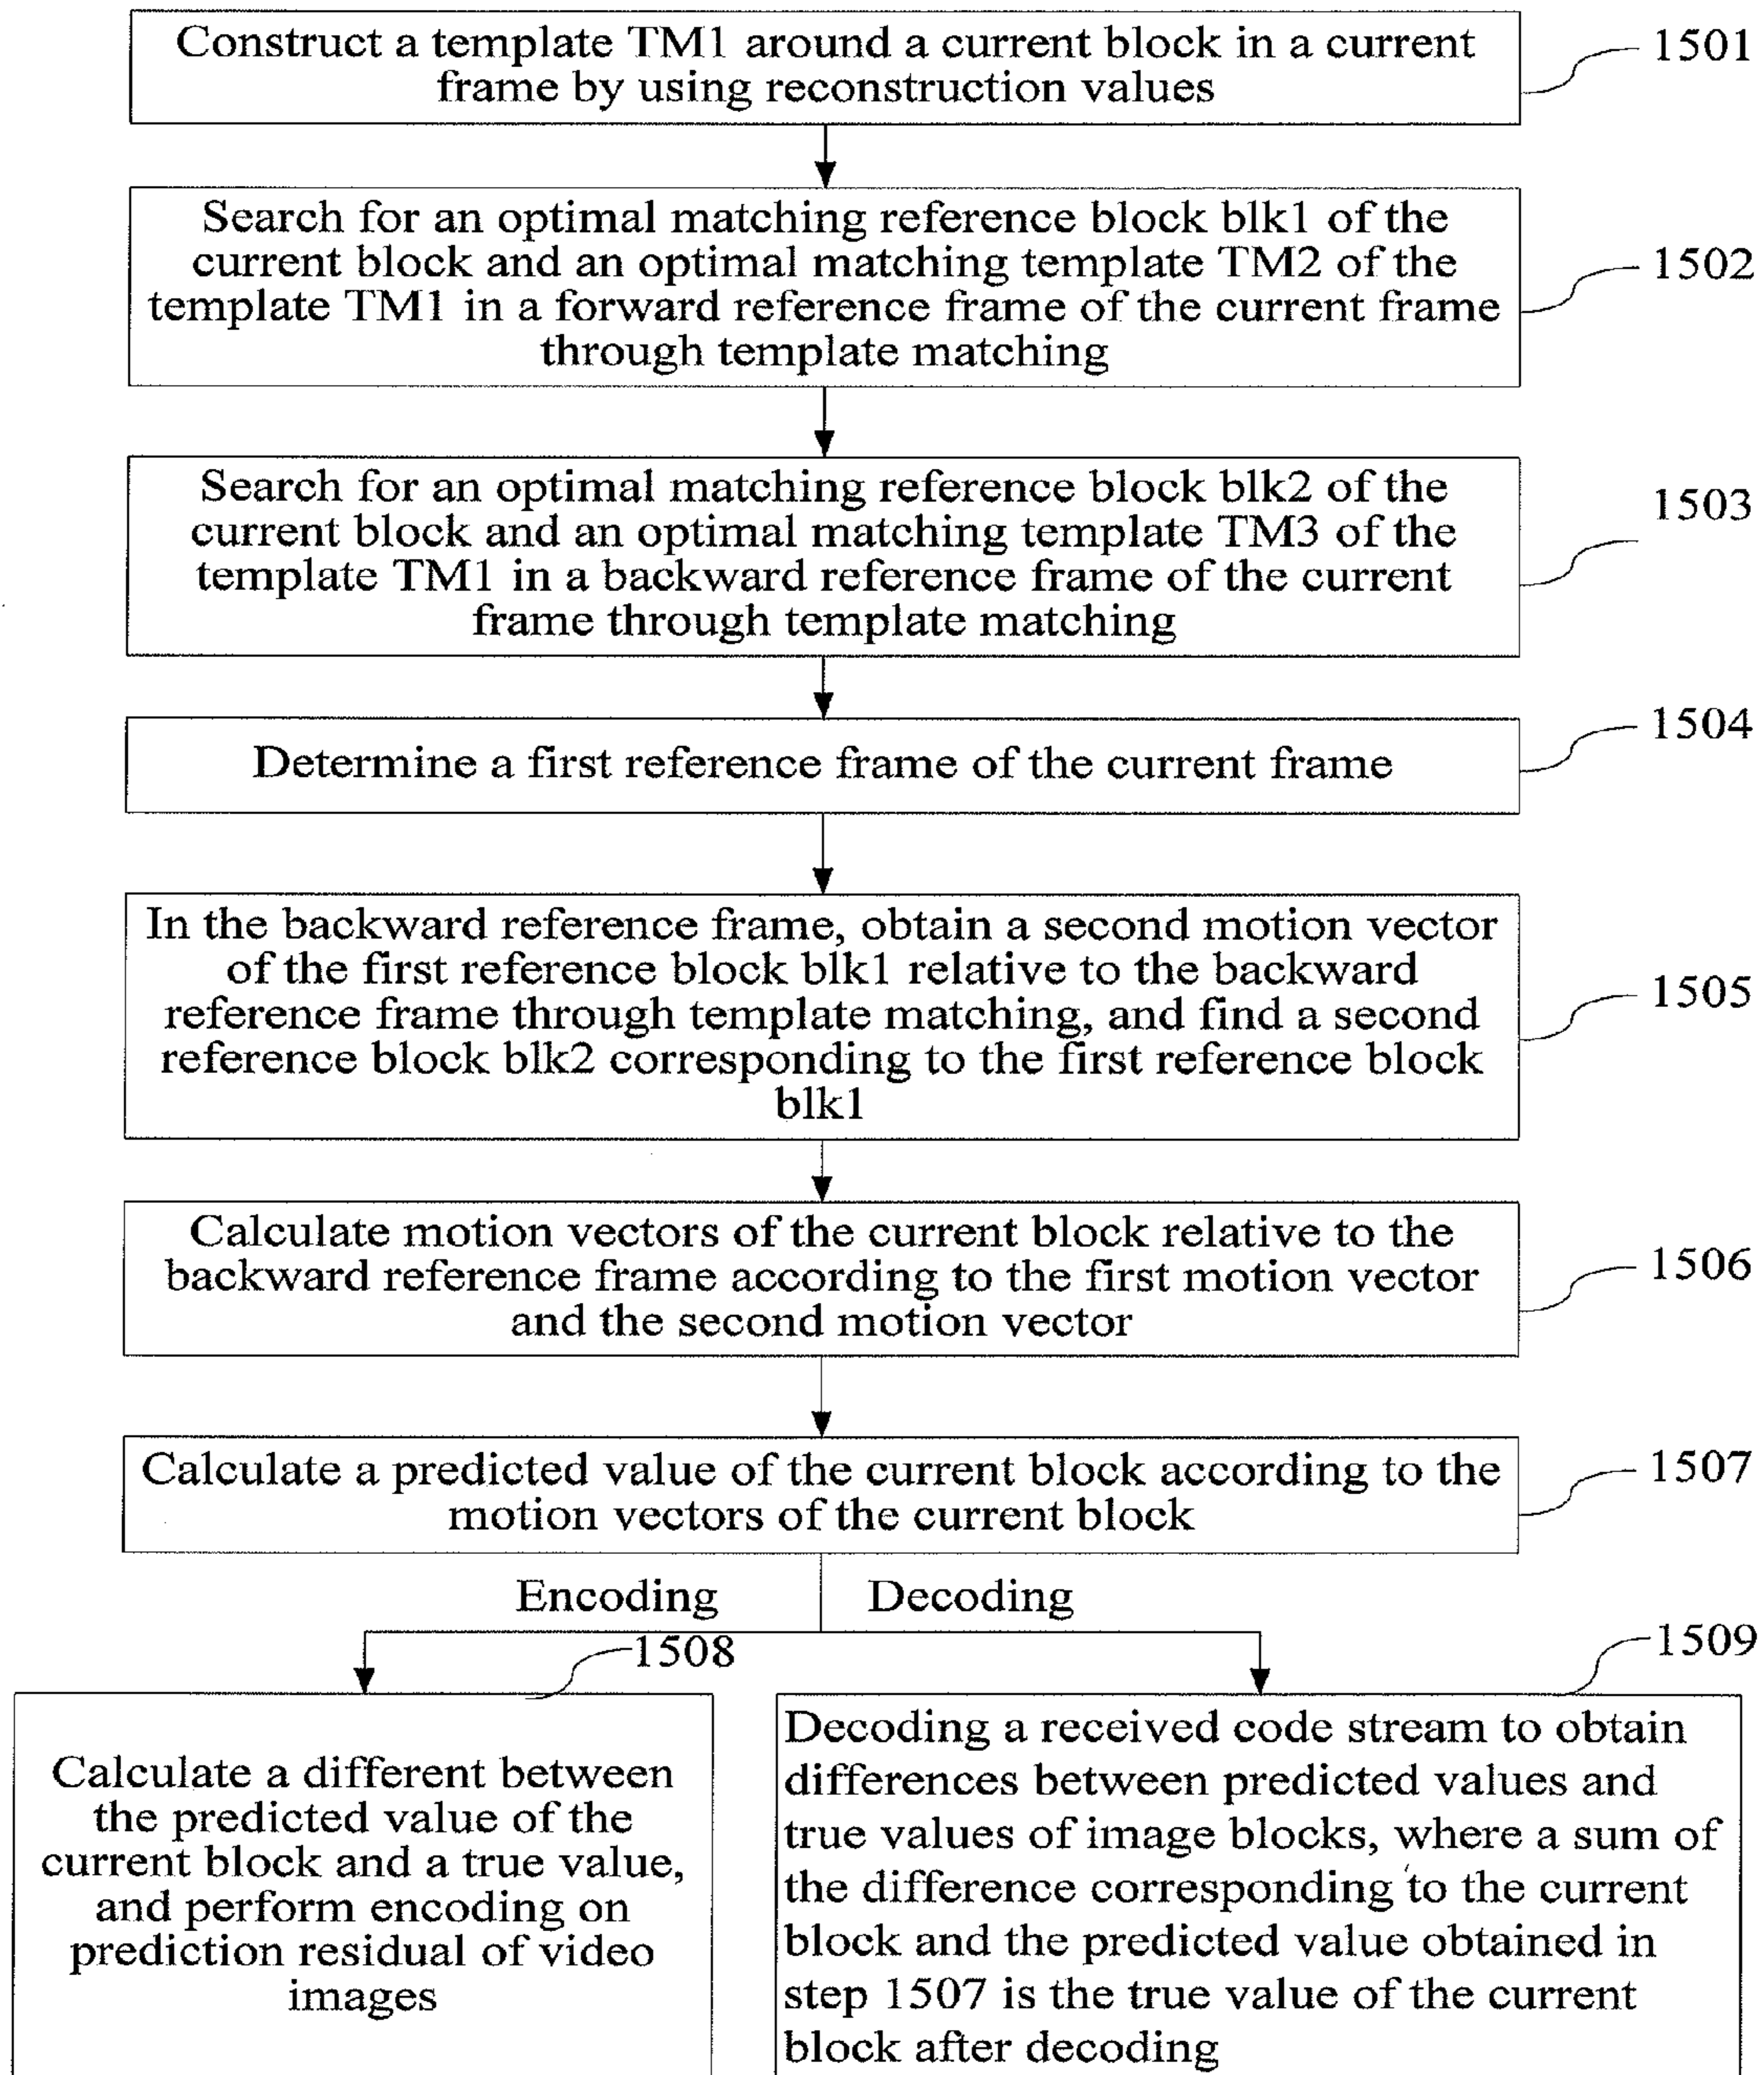 Construct a template TM1 around a current block in a current
frame by using reconstruction values
1501
Search for an optimal matching reference block blk1 of the
current block and an optimal matching template TM2 of the
template TM1 in a forward reference frame of the current frame
through template matching
1502
Search for an optimal matching reference block blk2 of the
current block and an optimal matching template TM3 of the
template TM1 in a backward reference frame of the current
frame through template matching
1503
Determine a first reference frame of the current frame
1504
In the backward reference frame, obtain a second motion vector
of the first reference block blk1 relative to the backward
reference frame through template matching, and find a second
reference block blk2 corresponding to the first reference block
blk1
1505
Calculate motion vectors of the current block relative to the
backward reference frame according to the first motion vector
and the second motion vector
1506
Calculate a predicted value of the current block according to the
motion vectors of the current block
1507
Encoding
Decoding
1508
Calculate a different between
the predicted value of the
current block and a true value,
and perform encoding on
prediction residual of video
images
1509
Decoding a received code stream to obtain
differences between predicted values and
true values of image blocks, where a sum of
the difference corresponding to the current
block and the predicted value obtained in
step 1507 is the true value of the current
block after decoding